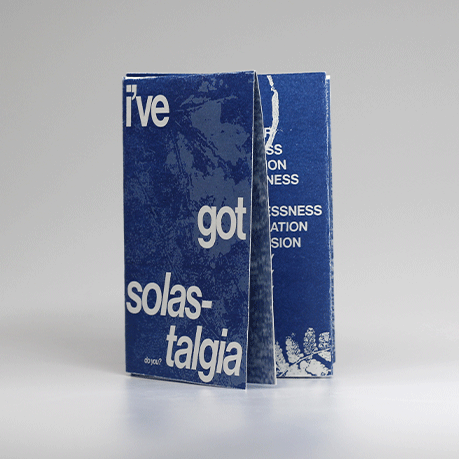 i've
got
solas-
talgia
do you?
SS
ION
NESS
ESSNESS
ATION
SION